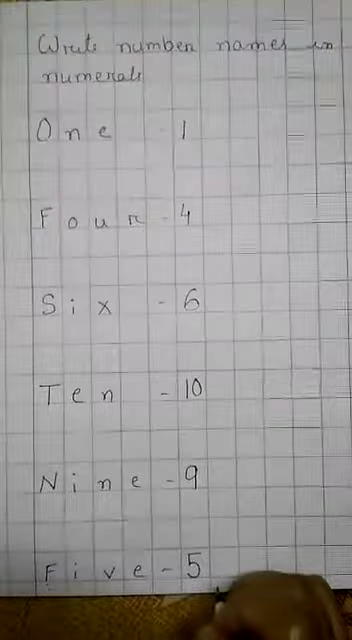 Write number names in
numerals
One - 1
Four - 4
Six - 6
Ten - 10
Nine - 9
Five - 5